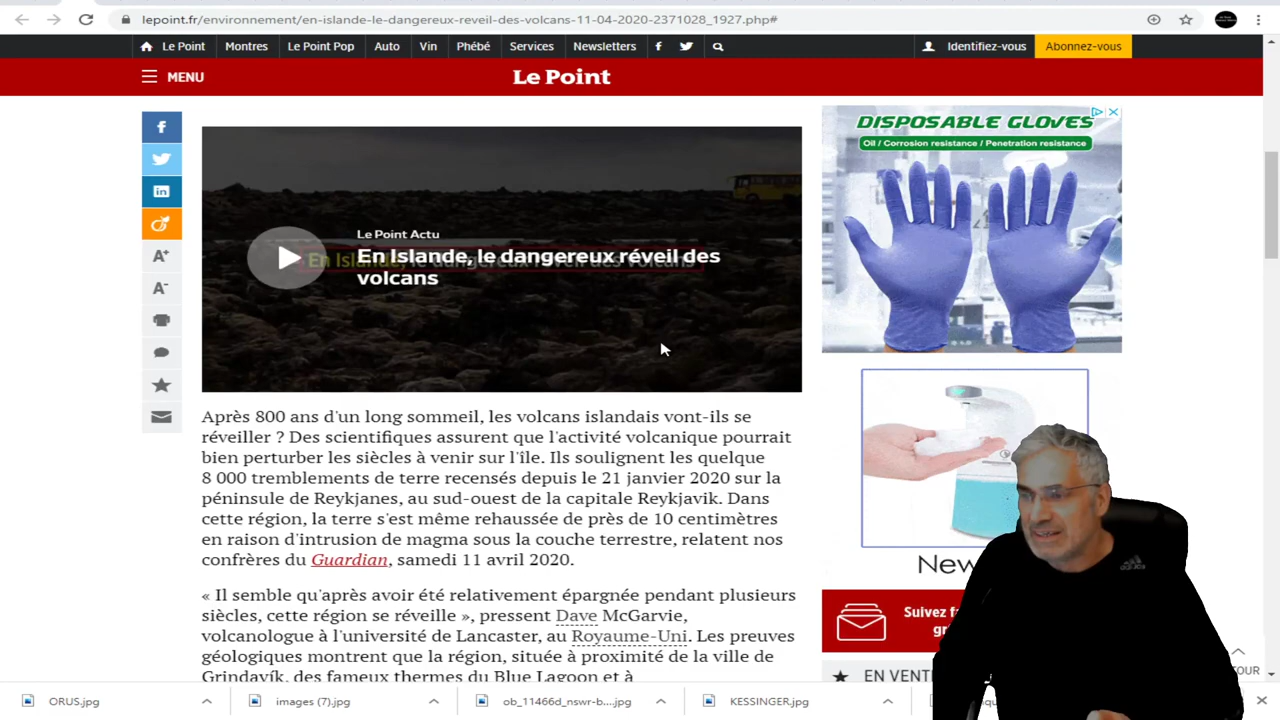 lepoint.fr/environnement/en-islande-le-dangereux-reveil-des-volcans-11-04-2020-2371028_1927.php#
Le Point Montres Le Point Pop Auto Vin Phébé Services Newsletters f Identifiez-vous Abonnez-vous
MENU Le Point
f
in
A+
A-
Le Point Actu
En Islande, le dangereux réveil des volcans
En Islande, le dangereux réveil des
volcans
Après 800 ans d'un long sommeil, les volcans islandais vont-ils se
réveiller ? Des scientifiques assurent que l'activité volcanique pourrait
bien perturber les siècles à venir sur l'île. Ils soulignent les quelque
8 000 tremblements de terre recensés depuis le 21 janvier 2020 sur la
péninsule de Reykjanes, au sud-ouest de la capitale Reykjavik. Dans
cette région, la terre s'est même rehaussée de près de 10 centimètres
en raison d'intrusion de magma sous la couche terrestre, relatent nos
confrères du Guardian, samedi 11 avril 2020.
« Il semble qu'après avoir été relativement épargnée pendant plusieurs
siècles, cette région se réveille », pressent Dave McGarvie,
volcanologue à l'université de Lancaster, au Royaume-Uni. Les preuves
géologiques montrent que la région, située à proximité de la ville de
Grindavík, des fameux thermes du Blue Lagoon et à
DISPOSABLE GLOVES
Oil / Corrosion resistance / Penetration resistance
New
Suivez
EN VENT
TOUR
adidas
ORUS.jpg images (7).jpg ob_11466d_nswr-b....jpg KESSINGER.jpg